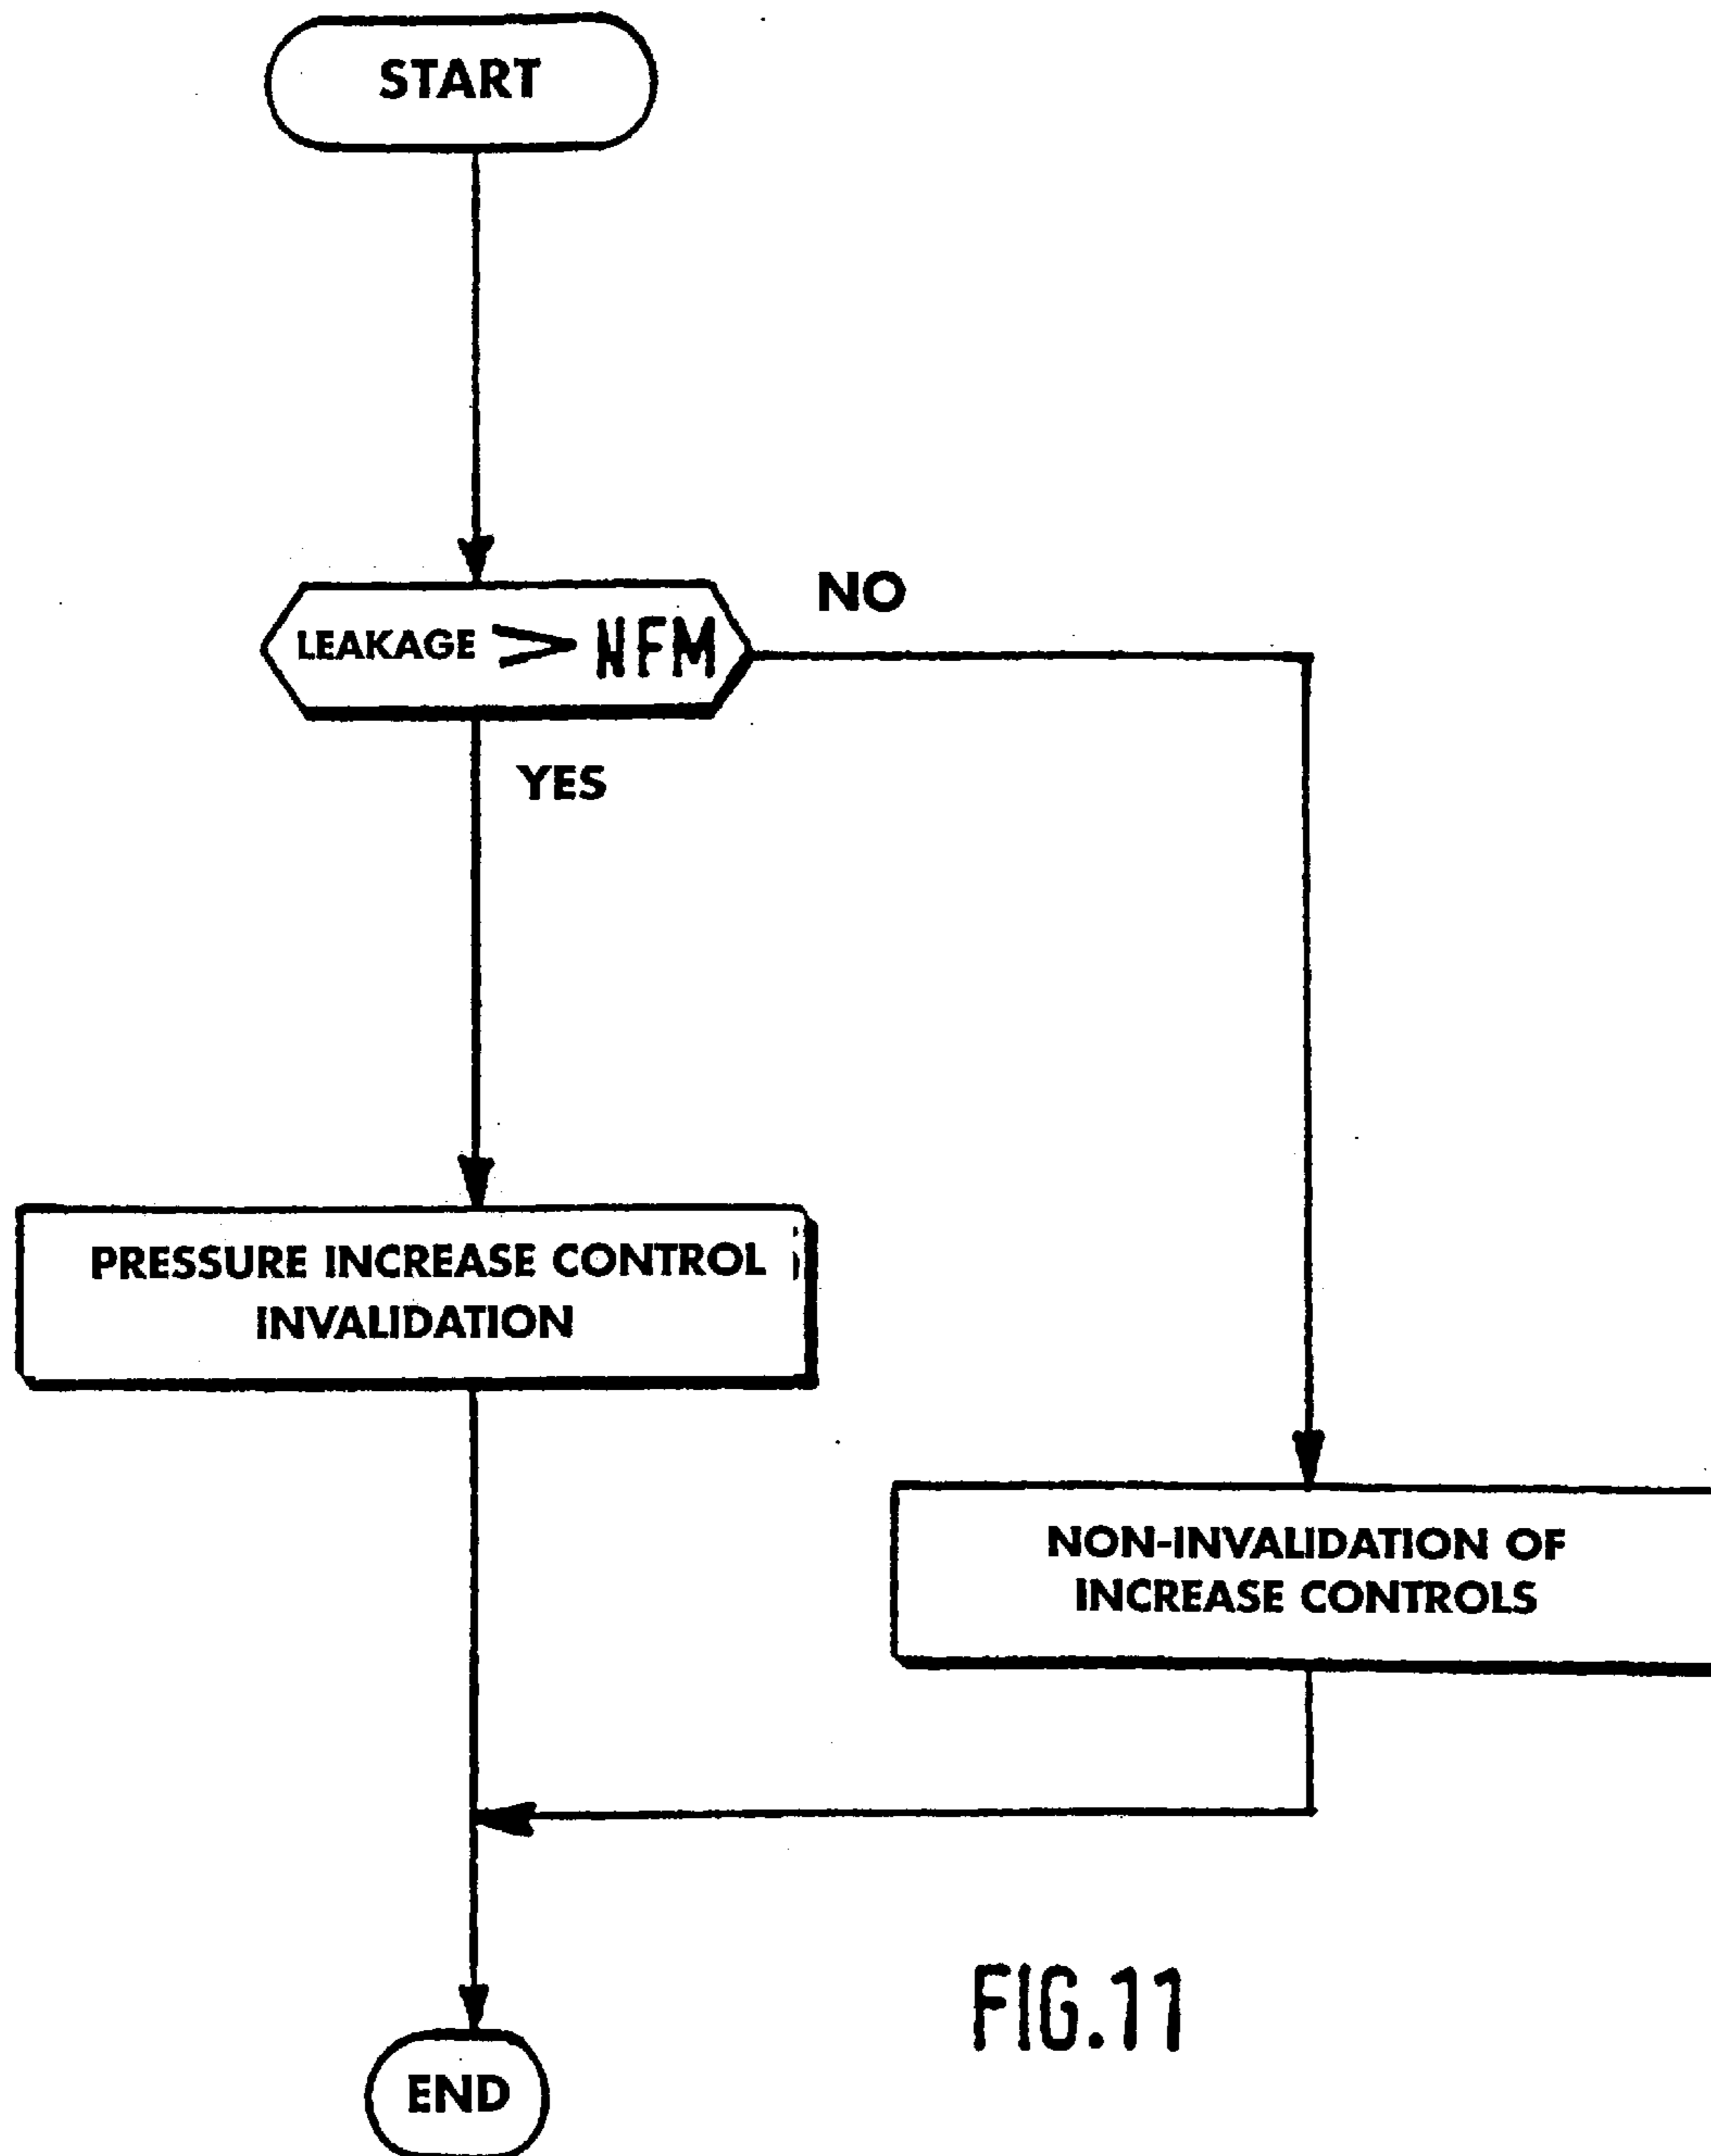 START
LEAKAGE > NFM
NO
YES
PRESSURE INCREASE CONTROL
INVALIDATION
NON-INVALIDATION OF
INCREASE CONTROLS
FIG.11
END